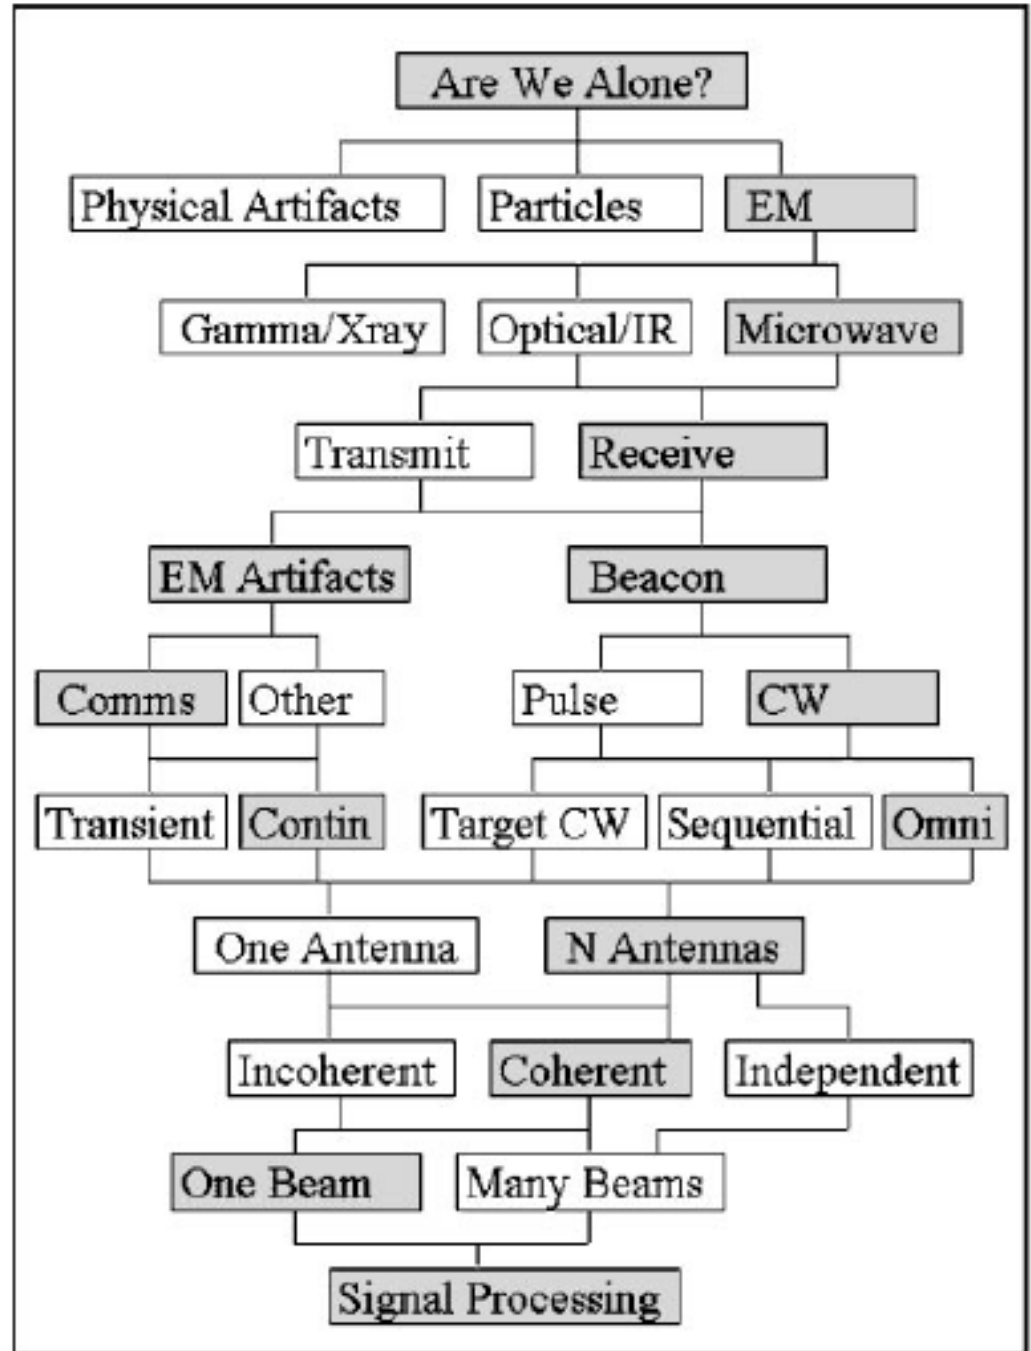 Are We Alone?
Physical Artifacts
Particles
EM
Gamma/Xray
Optical/IR
Microwave
Transmit
Receive
EM Artifacts
Beacon
Comms
Other
Pulse
CW
Transient
Contin
Target CW
Sequential
Omni
One Antenna
N Antennas
Incoherent
Coherent
Independent
One Beam
Many Beams
Signal Processing